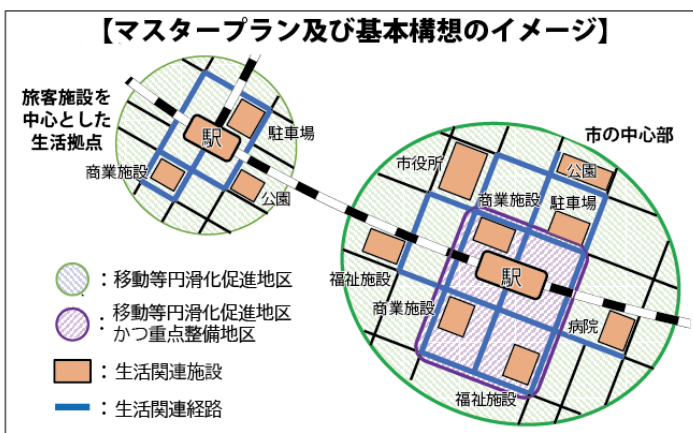 【マスタープラン及び基本構想のイメージ】
旅客施設を
中心とした
生活拠点
駅
駐車場
商業施設
公園
市の中心部
市役所
公園
商業施設
駐車場
福祉施設
駅
商業施設
病院
福祉施設
：移動等円滑化促進地区
：移動等円滑化促進地区
かつ重点整備地区
：生活関連施設
：生活関連経路